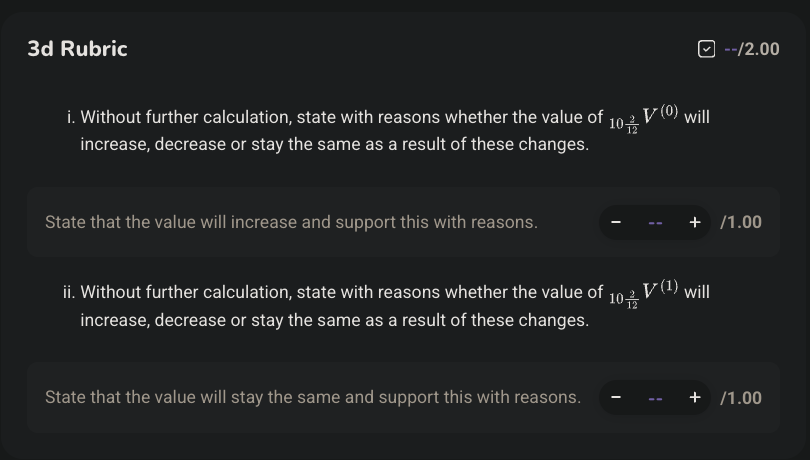 3d Rubric
--/2.00
i. Without further calculation, state with reasons whether the value of ₁₀ 2/12 V⁽⁰⁾ will
increase, decrease or stay the same as a result of these changes.
State that the value will increase and support this with reasons.
− -- + /1.00
ii. Without further calculation, state with reasons whether the value of ₁₀ 2/12 V⁽¹⁾ will
increase, decrease or stay the same as a result of these changes.
State that the value will stay the same and support this with reasons.
− -- + /1.00